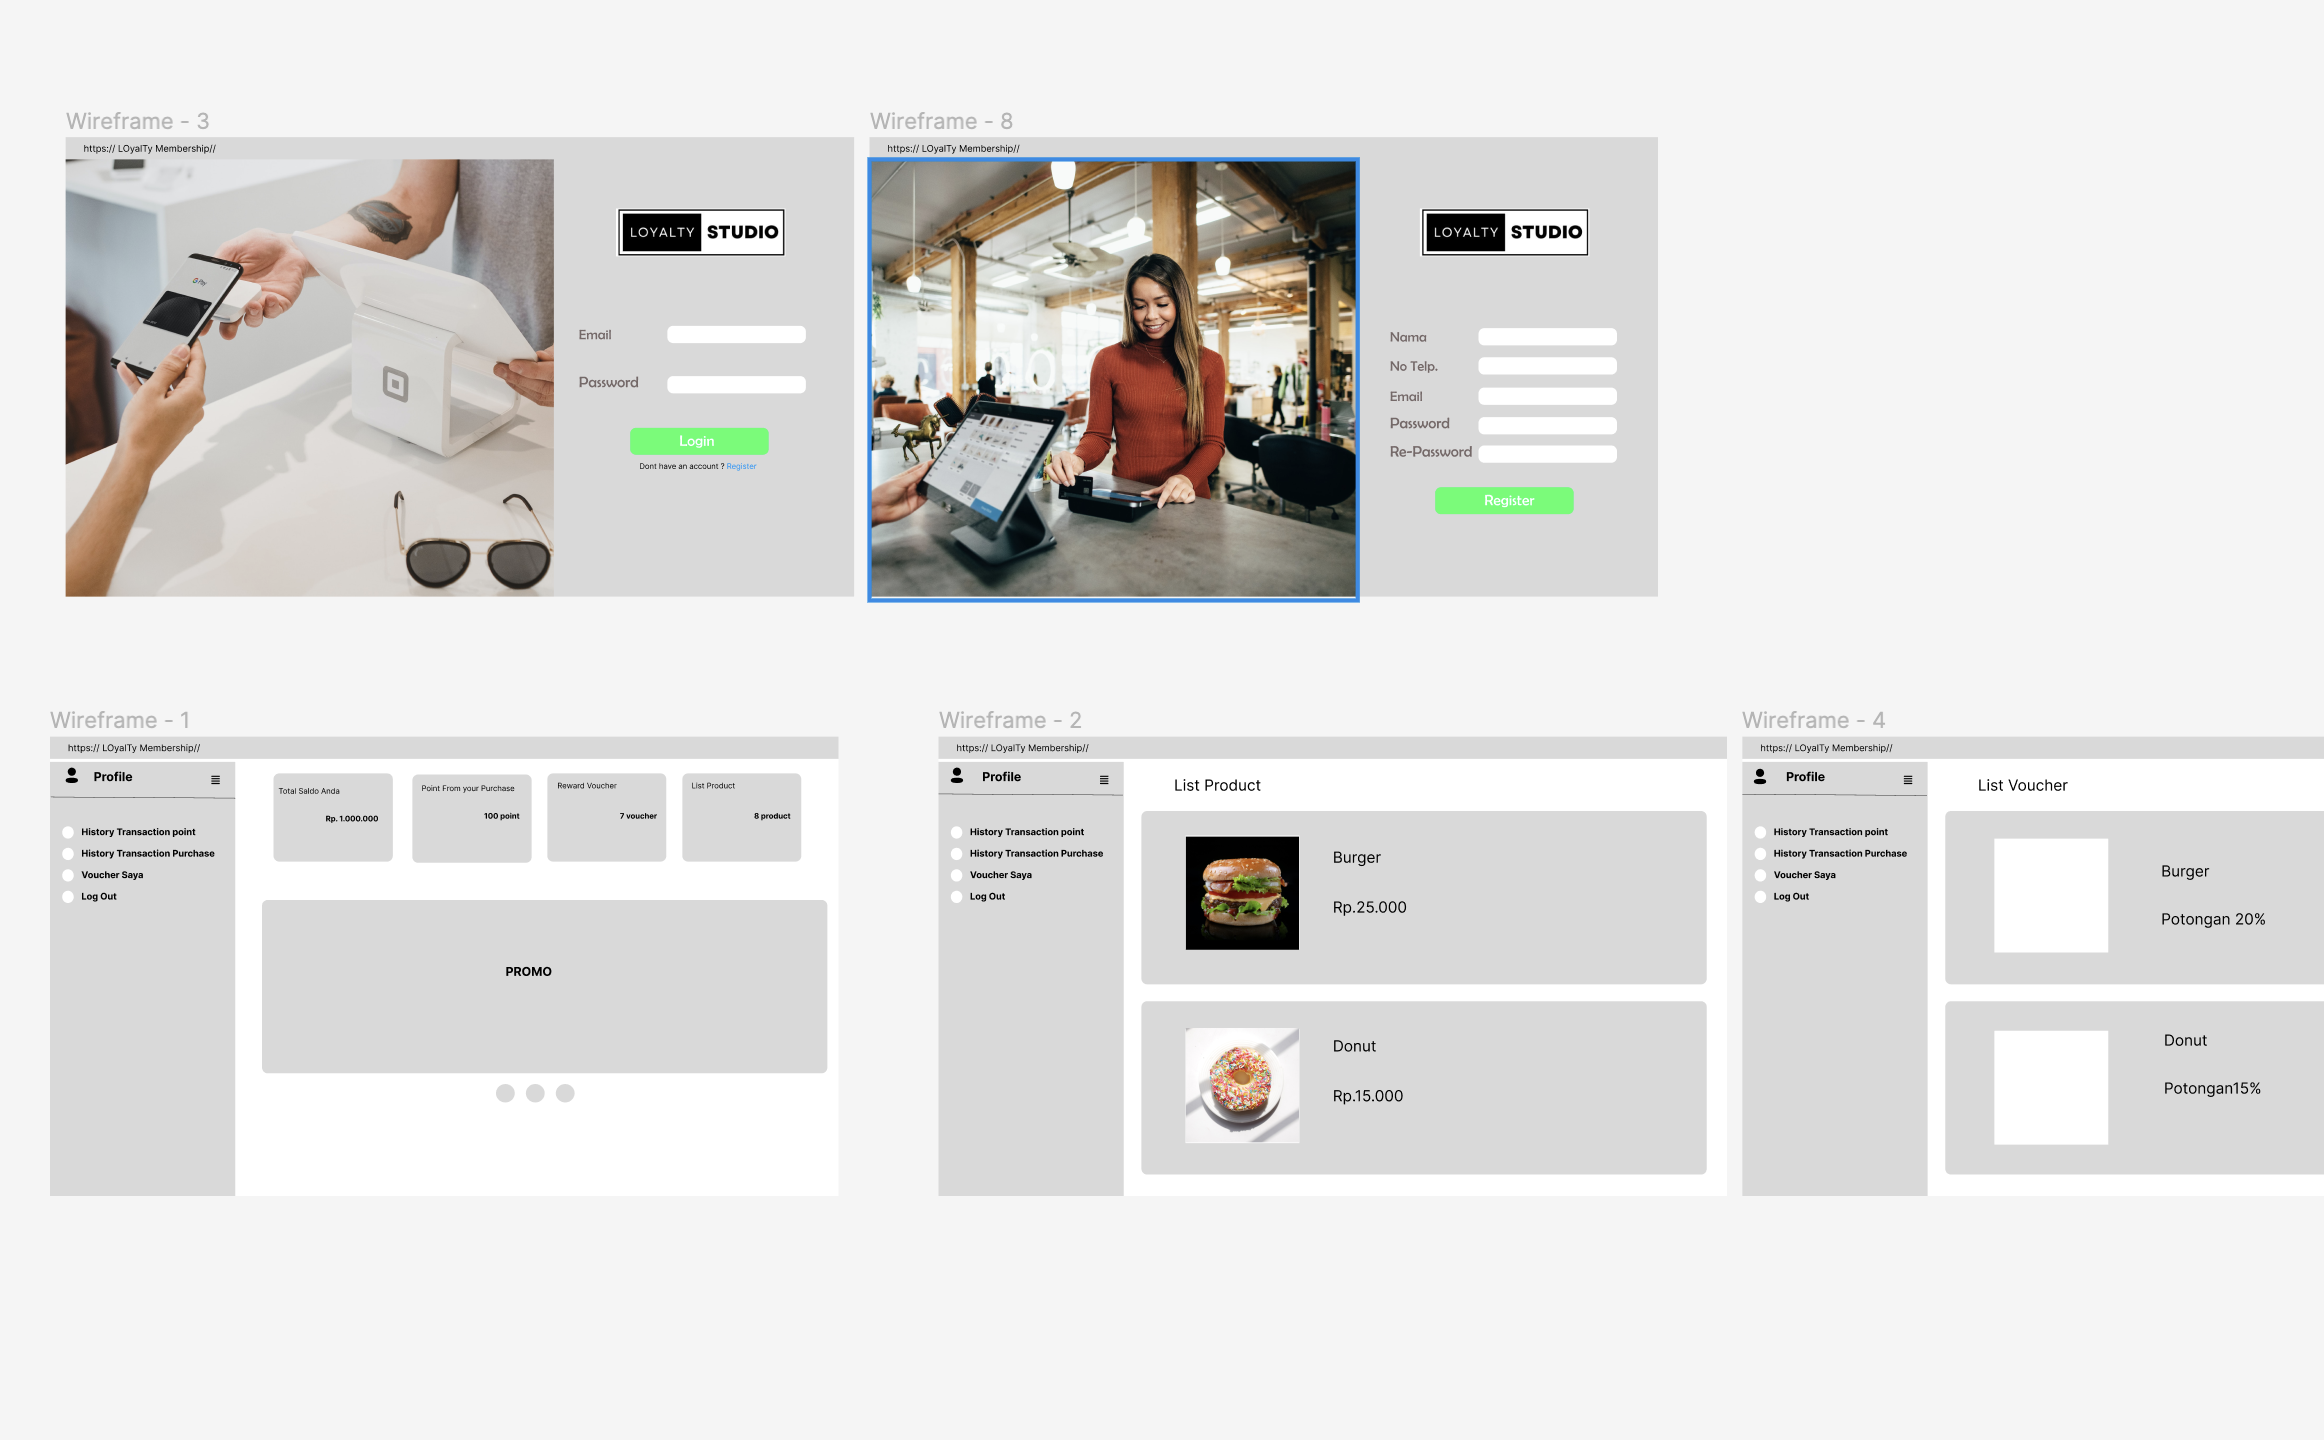 Wireframe - 3
https:// LOyalTy Membership//
G Pay
LOYALTY STUDIO
Email
Password
Login
Dont have an account ? Register
Wireframe - 8
https:// LOyalTy Membership//
LOYALTY STUDIO
Nama
No Telp.
Email
Password
Re-Password
Register
Wireframe - 1
https:// LOyalTy Membership//
Profile
History Transaction point
History Transaction Purchase
Voucher Saya
Log Out
Total Saldo Anda
Rp. 1.000.000
Point From your Purchase
100 point
Reward Voucher
7 voucher
List Product
8 product
PROMO
Wireframe - 2
https:// LOyalTy Membership//
Profile
History Transaction point
History Transaction Purchase
Voucher Saya
Log Out
List Product
Burger
Rp.25.000
Donut
Rp.15.000
Wireframe - 4
https:// LOyalTy Membership//
Profile
History Transaction point
History Transaction Purchase
Voucher Saya
Log Out
List Voucher
Burger
Potongan 20%
Donut
Potongan15%